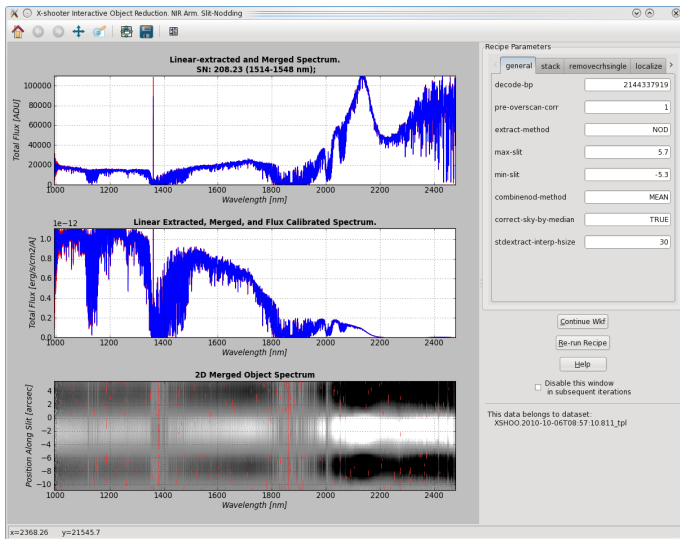 X-shooter Interactive Object Reduction. NIR Arm. Slit-Nodding
Linear-extracted and Merged Spectrum.
SN: 208.23 (1514-1548 nm);
Total Flux [ADU]
100000
80000
60000
40000
20000
0
1000 1200 1400 1600 1800 2000 2200 2400
Wavelength [nm]
1e-12
Linear Extracted, Merged, and Flux Calibrated Spectrum.
Total Flux [erg/s/cm2/A]
1.0
0.8
0.6
0.4
0.2
0.0
1000 1200 1400 1600 1800 2000 2200 2400
Wavelength [nm]
2D Merged Object Spectrum
Position Along Slit [arcsec]
4
2
0
−2
−4
−6
−8
−10
1000 1200 1400 1600 1800 2000 2200 2400
Wavelength [nm]
Recipe Parameters
general stack removecrhsingle localize
decode-bp 2144337919
pre-overscan-corr 1
extract-method NOD
max-slit 5.7
min-slit -5.3
combinenod-method MEAN
correct-sky-by-median TRUE
stdextract-interp-hsize 30
Continue Wkf
Re-run Recipe
Help
Disable this window
in subsequent iterations
This data belongs to dataset:
XSHOO.2010-10-06T08:57:10.811_tpl
x=2368.26 y=21545.7